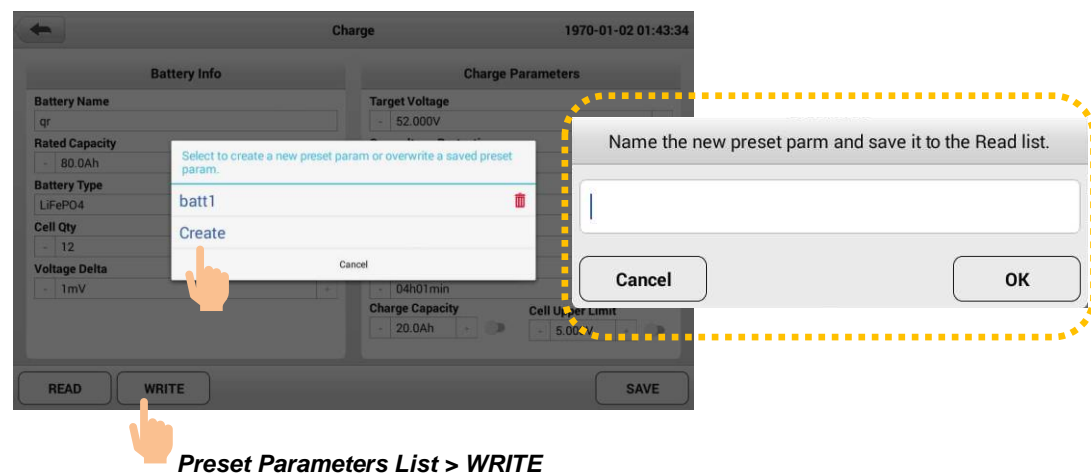 Charge
1970-01-02 01:43:34
Battery Info
Charge Parameters
Battery Name
qr
Rated Capacity
- 80.0Ah
Battery Type
LiFePO4
Cell Qty
- 12
Voltage Delta
- 1mV +
Target Voltage
- 52.000V
- 04h01min
Charge Capacity
- 20.0Ah +
Cell Upper Limit
Select to create a new preset param or overwrite a saved preset
param.
batt1
Create
Cancel
Name the new preset parm and save it to the Read list.
Cancel
OK
READ
WRITE
SAVE
Preset Parameters List > WRITE